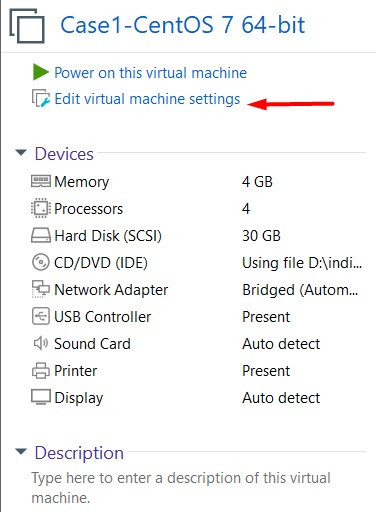 Case1-CentOS 7 64-bit
Power on this virtual machine
Edit virtual machine settings
Devices
Memory 4 GB
Processors 4
Hard Disk (SCSI) 30 GB
CD/DVD (IDE) Using file D:\indi...
Network Adapter Bridged (Autom...
USB Controller Present
Sound Card Auto detect
Printer Present
Display Auto detect
Description
Type here to enter a description of this virtual
machine.